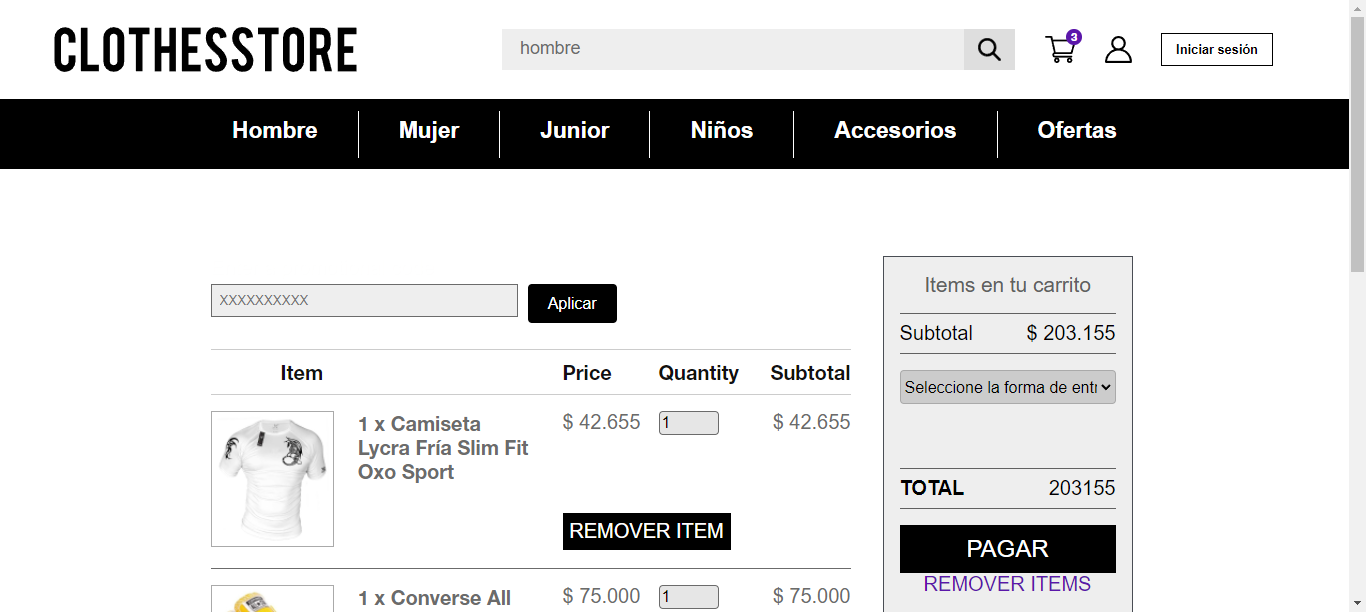 CLOTHESSTORE
hombre
3
Iniciar sesión
Hombre Mujer Junior Niños Accesorios Ofertas
XXXXXXXXXX
Aplicar
Item Price Quantity Subtotal
1 x Camiseta
Lycra Fría Slim Fit
Oxo Sport
$ 42.655 1 $ 42.655
REMOVER ITEM
1 x Converse All
$ 75.000 1 $ 75.000
Items en tu carrito
Subtotal $ 203.155
Seleccione la forma de entr
TOTAL 203155
PAGAR
REMOVER ITEMS